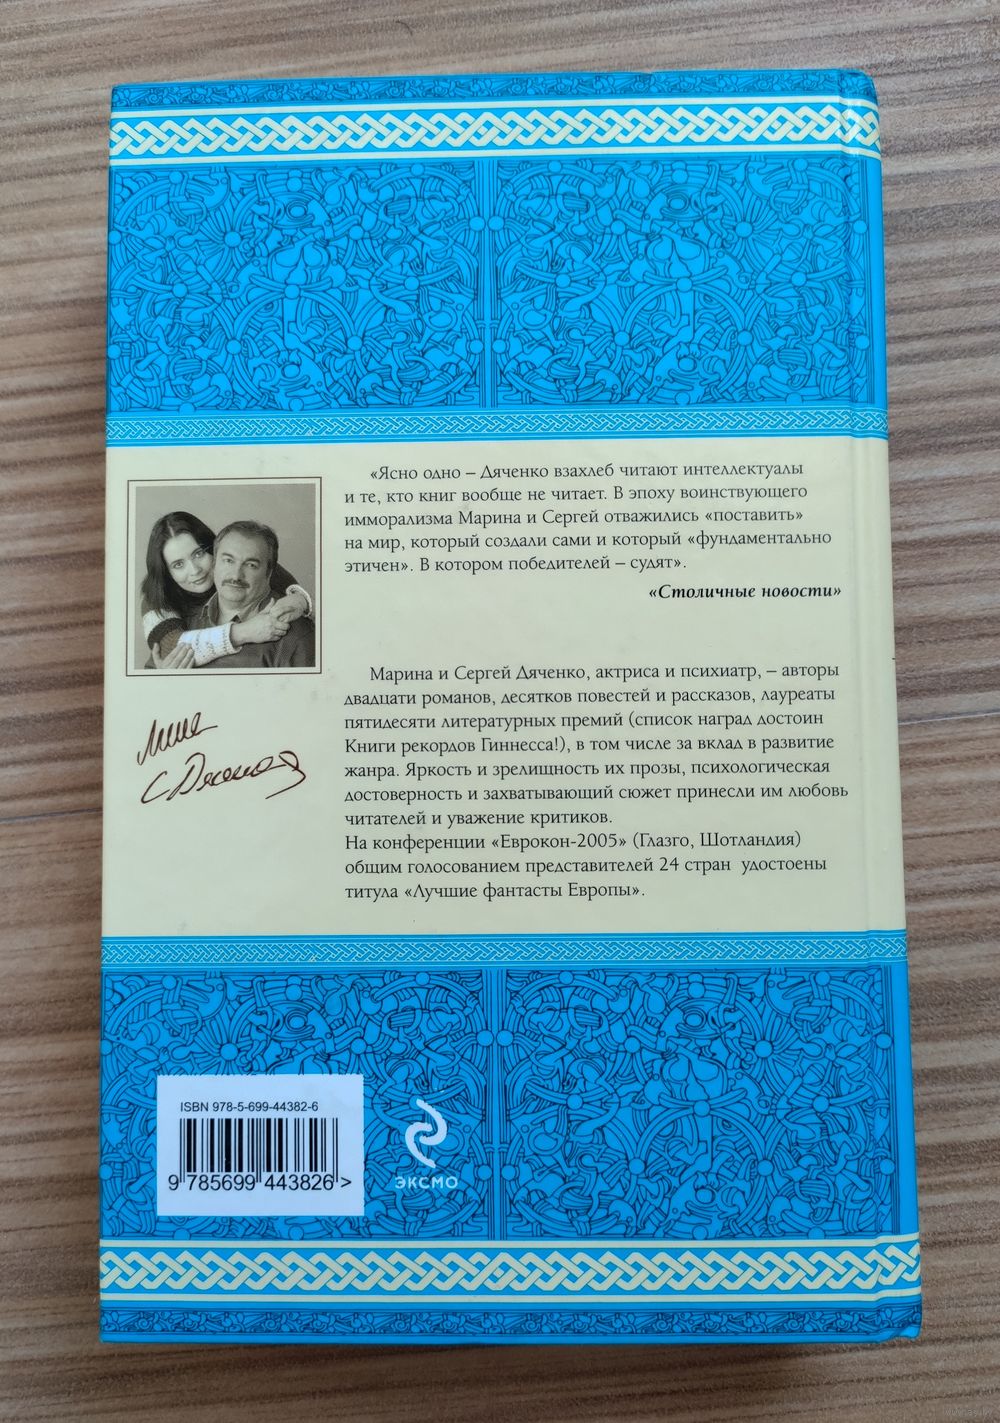 «Ясно одно – Дяченко взахлеб читают интеллектуалы
и те, кто книг вообще не читает. В эпоху воинствующего
имморализма Марина и Сергей отважились «поставить»
на мир, который создали сами и который «фундаментально
этичен». В котором победителей – судят».
«Столичные новости»
Марина и Сергей Дяченко, актриса и психиатр, – авторы
двадцати романов, десятков повестей и рассказов, лауреаты
пятидесяти литературных премий (список наград достоин
Книги рекордов Гиннесса!), в том числе за вклад в развитие
жанра. Яркость и зрелищность их прозы, психологическая
достоверность и захватывающий сюжет принесли им любовь
читателей и уважение критиков.
На конференции «Еврокон-2005» (Глазго, Шотландия)
общим голосованием представителей 24 стран удостоены
титула «Лучшие фантасты Европы».
ISBN 978-5-699-44382-6
9 785699 443826 >
ЭКСМО